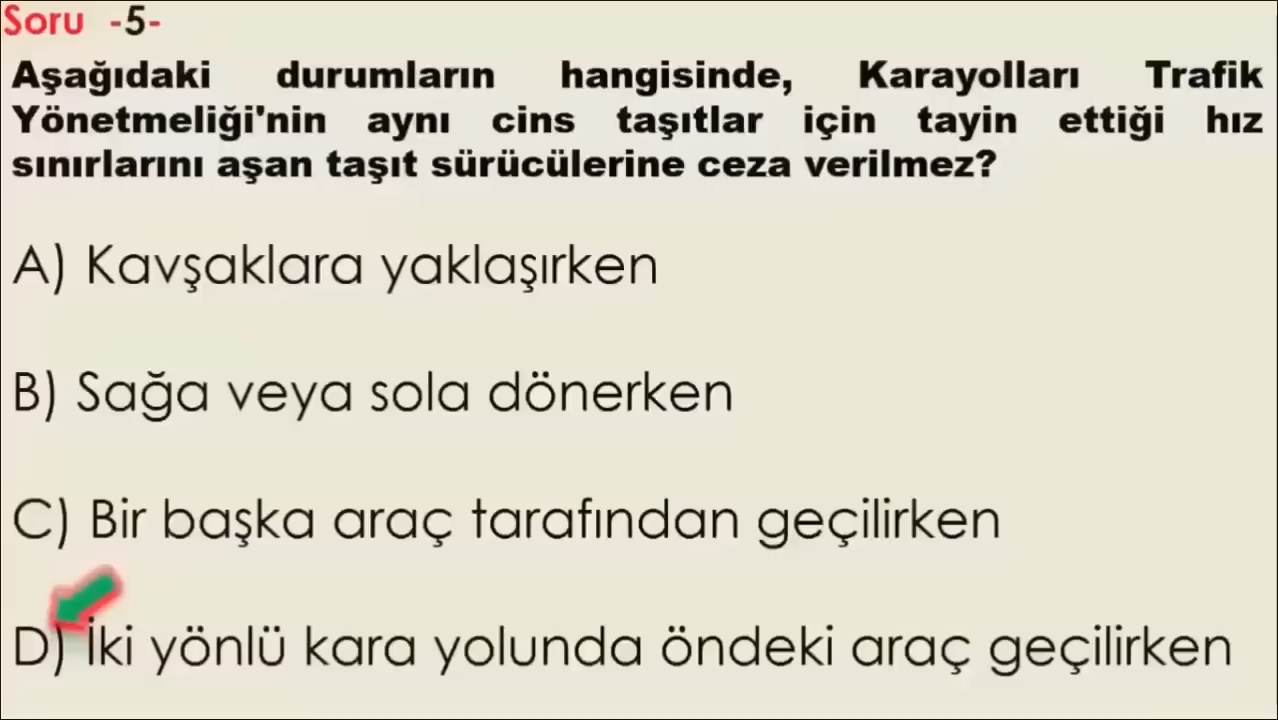 Soru -5-
Aşağıdaki durumların hangisinde, Karayolları Trafik
Yönetmeliği'nin aynı cins taşıtlar için tayin ettiği hız
sınırlarını aşan taşıt sürücülerine ceza verilmez?
A) Kavşaklara yaklaşırken
B) Sağa veya sola dönerken
C) Bir başka araç tarafından geçilirken
D) İki yönlü kara yolunda öndeki araç geçilirken